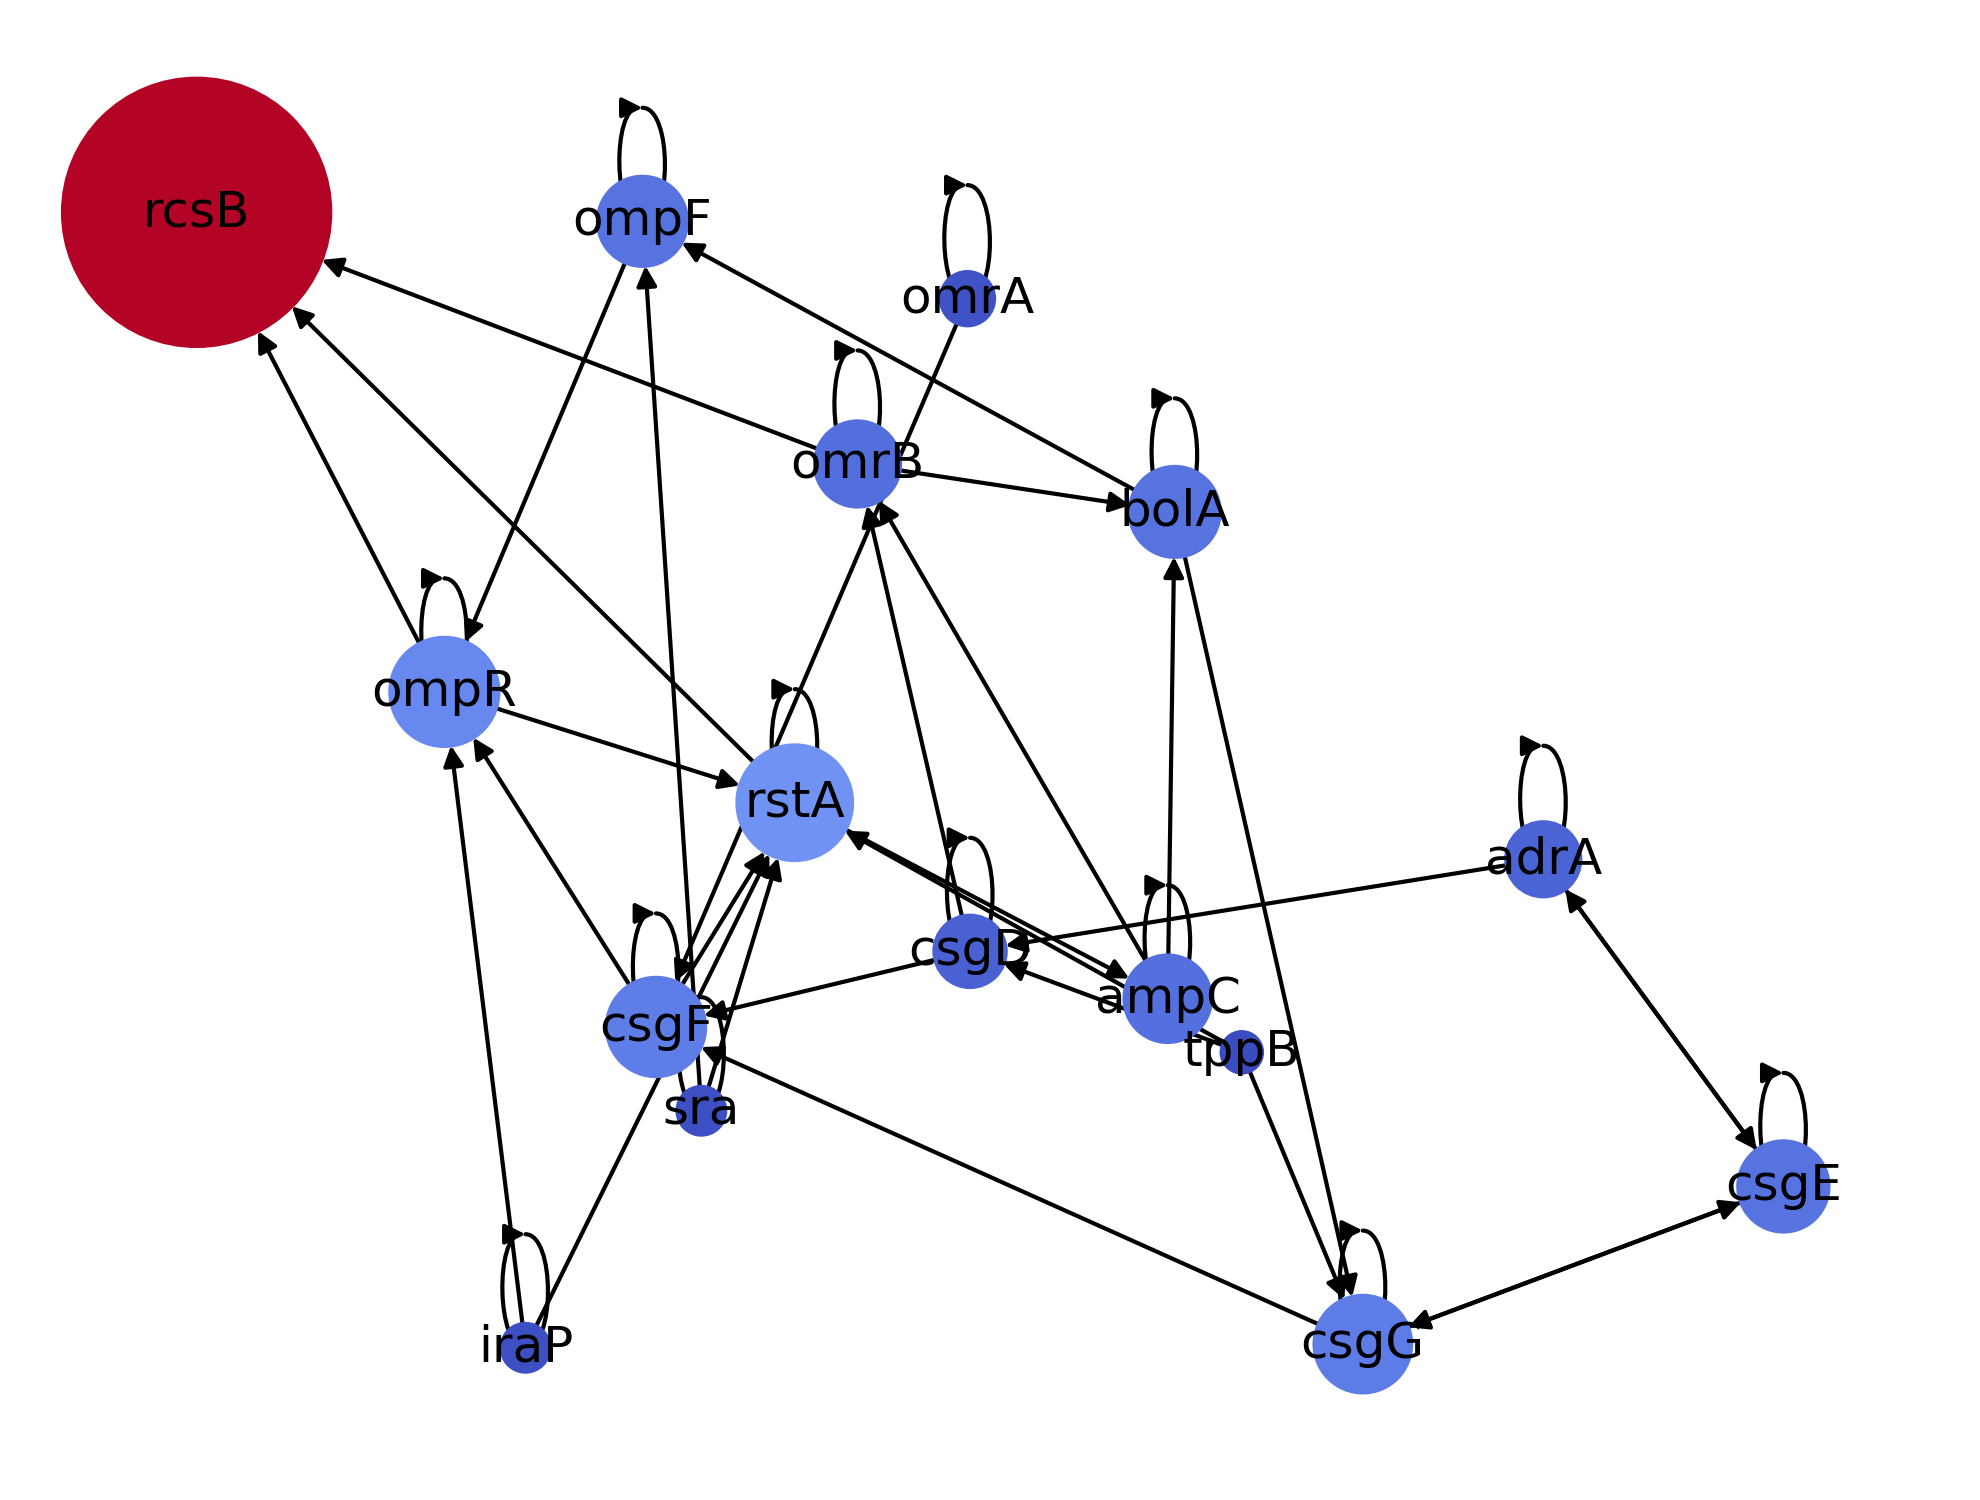 rcsB
ompF
omrA
omrB
bolA
ompR
rstA
adrA
csgD
ampC
csgF
tppB
sra
csgE
iraP
csgG